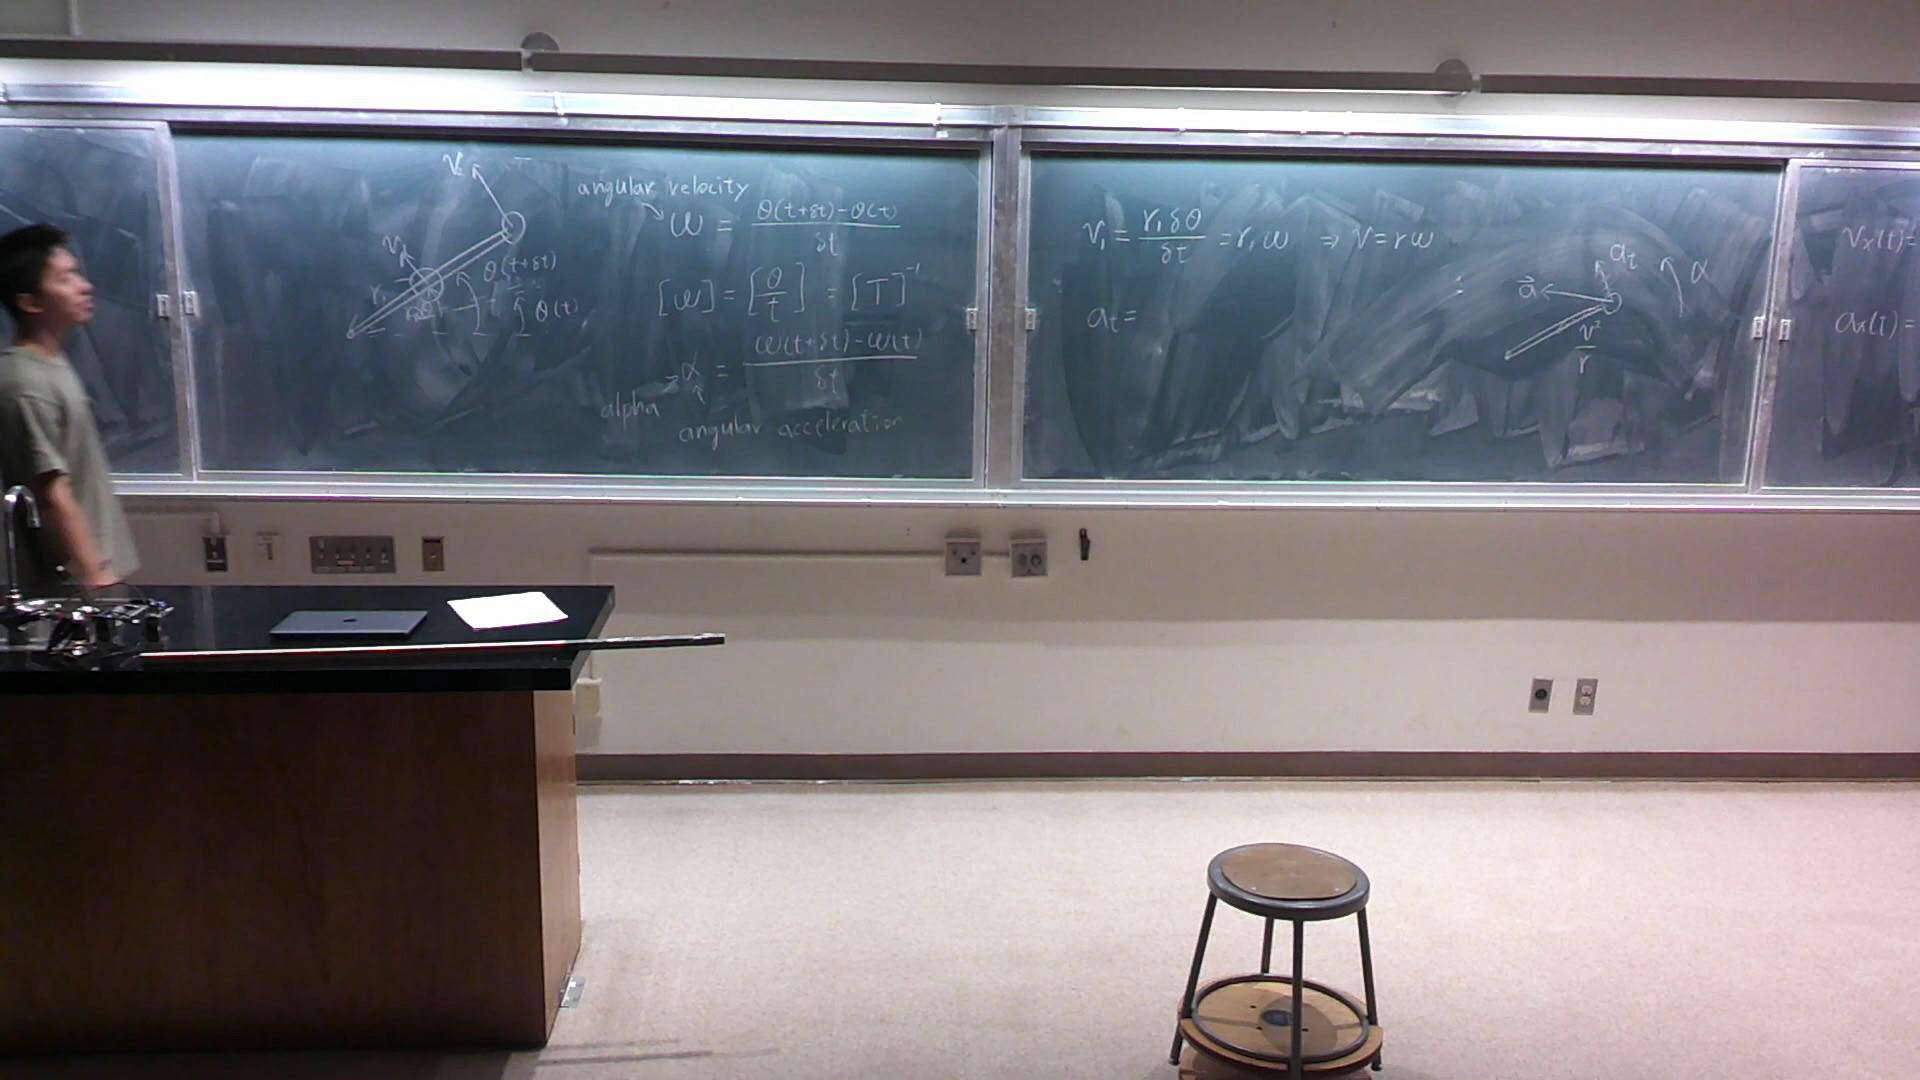 v
v₁
r₁
θ(t+δt)
θ(t)
angular velocity
ω = (θ(t+δt)-θ(t))/δt
[ω] = [θ/t] = [T]⁻¹
α = (ω(t+δt)-ω(t))/δt
alpha
angular acceleration
v₁ = r₁δθ/δt = r₁ω ⇒ v=rω
aₜ=
aₜ
α
a⃗
v²/r
vₓ(t)=
aₓ(t)=